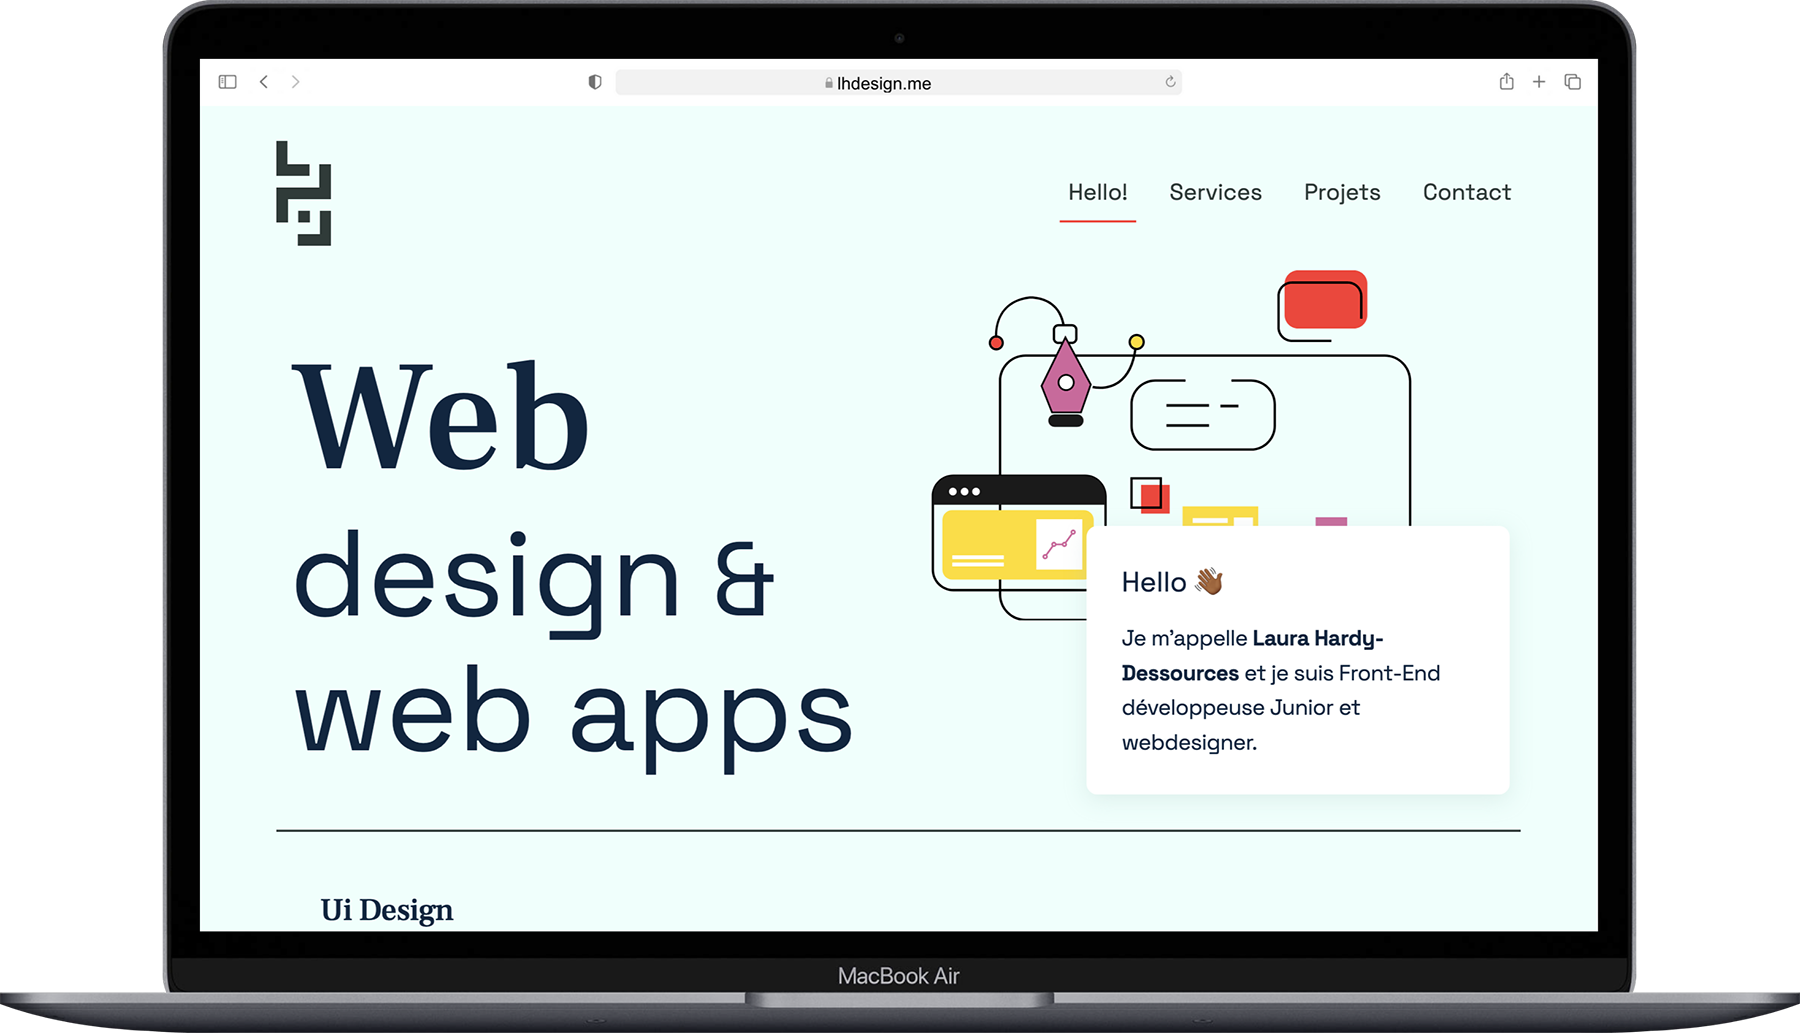 lhdesign.me
Hello!
Services
Projets
Contact
Web
design &
web apps
Hello 👋🏾
Je m'appelle Laura Hardy-
Dessources et je suis Front-End
développeuse Junior et
webdesigner.
Ui Design
MacBook Air